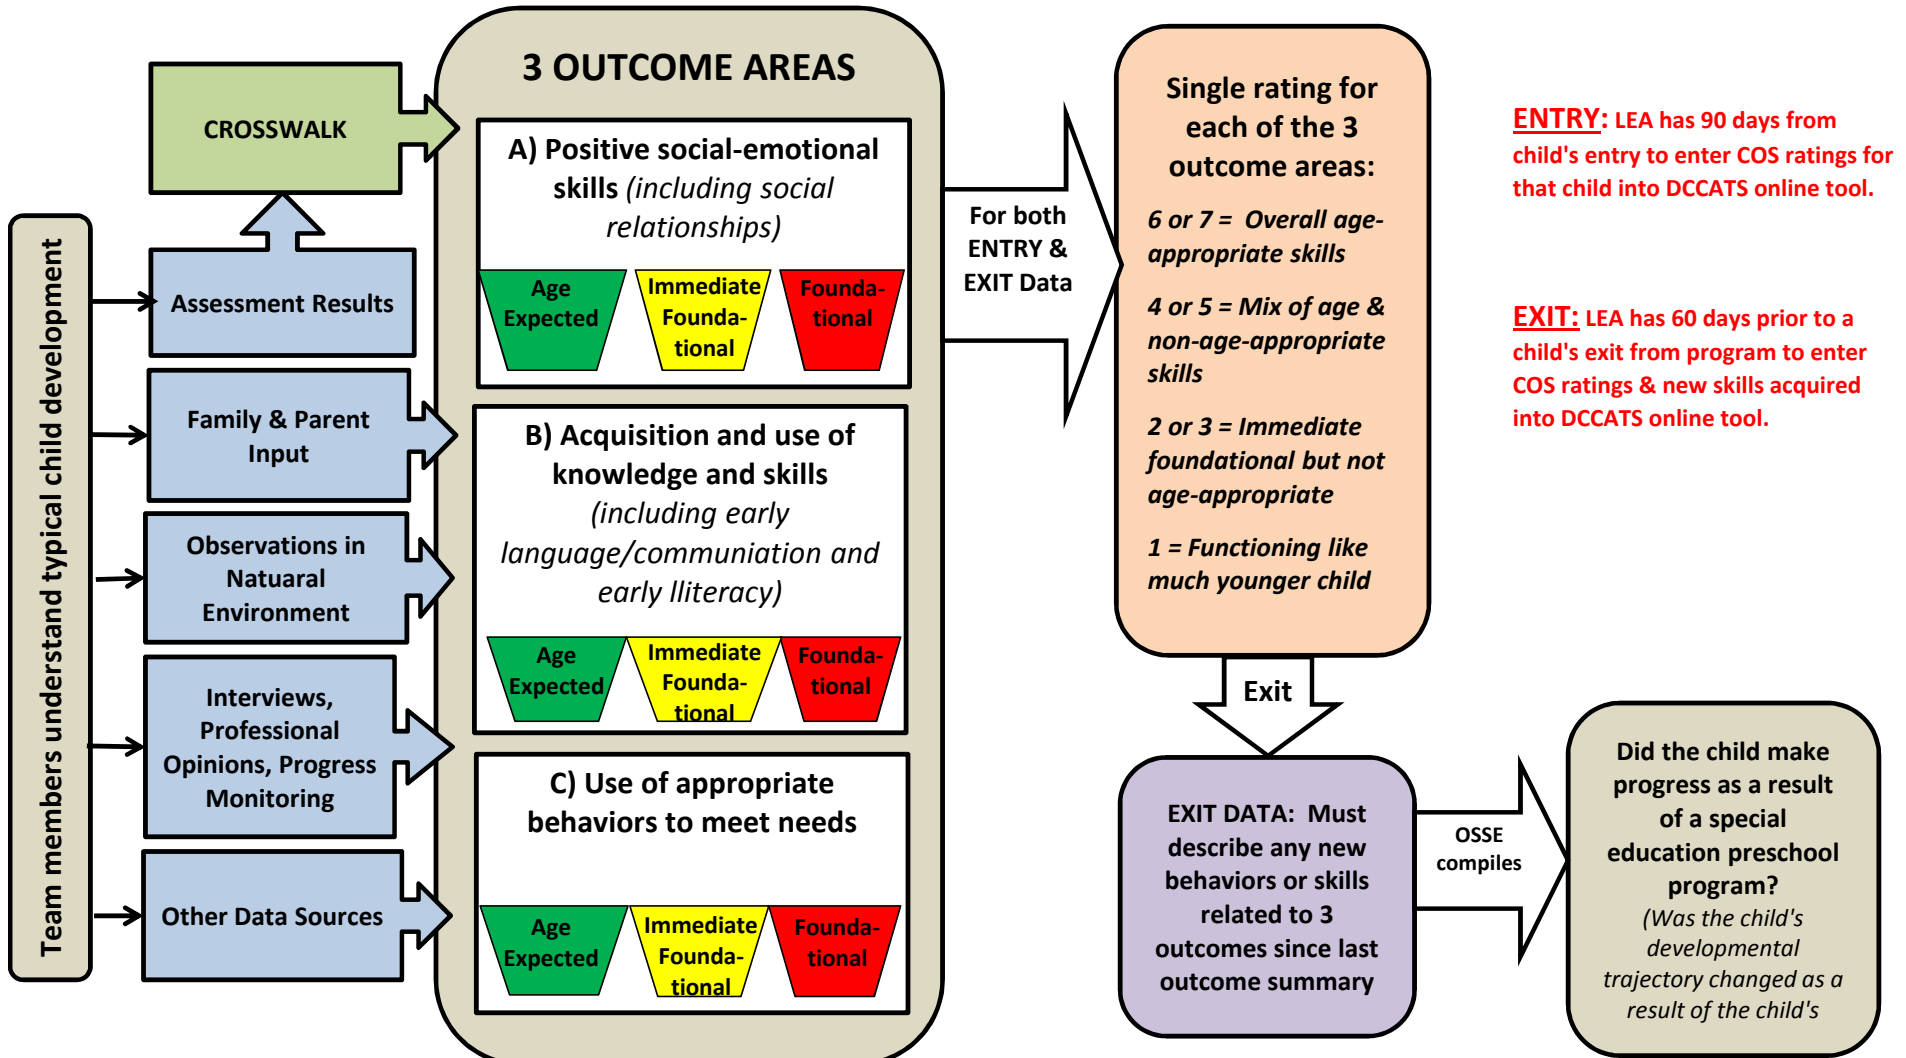 Team members understand typical child development
CROSSWALK
Assessment Results
Family & Parent
Input
Observations in
Natuaral
Environment
Interviews,
Professional
Opinions, Progress
Monitoring
Other Data Sources
3 OUTCOME AREAS
A) Positive social-emotional
skills (including social
relationships)
Age
Expected
Immediate
Founda-
tional
Founda-
tional
B) Acquisition and use of
knowledge and skills
(including early
language/communiation and
early lliteracy)
Age
Expected
Immediate
Founda-
tional
Founda-
tional
C) Use of appropriate
behaviors to meet needs
Age
Expected
Immediate
Founda-
tional
Founda-
tional
For both
ENTRY &
EXIT Data
Single rating for
each of the 3
outcome areas:
6 or 7 = Overall age-
appropriate skills
4 or 5 = Mix of age &
non-age-appropriate
skills
2 or 3 = Immediate
foundational but not
age-appropriate
1 = Functioning like
much younger child
Exit
EXIT DATA: Must
describe any new
behaviors or skills
related to 3
outcomes since last
outcome summary
OSSE
compiles
Did the child make
progress as a result
of a special
education preschool
program?
(Was the child's
developmental
trajectory changed as a
result of the child's
ENTRY: LEA has 90 days from
child's entry to enter COS ratings for
that child into DCCATS online tool.
EXIT: LEA has 60 days prior to a
child's exit from program to enter
COS ratings & new skills acquired
into DCCATS online tool.